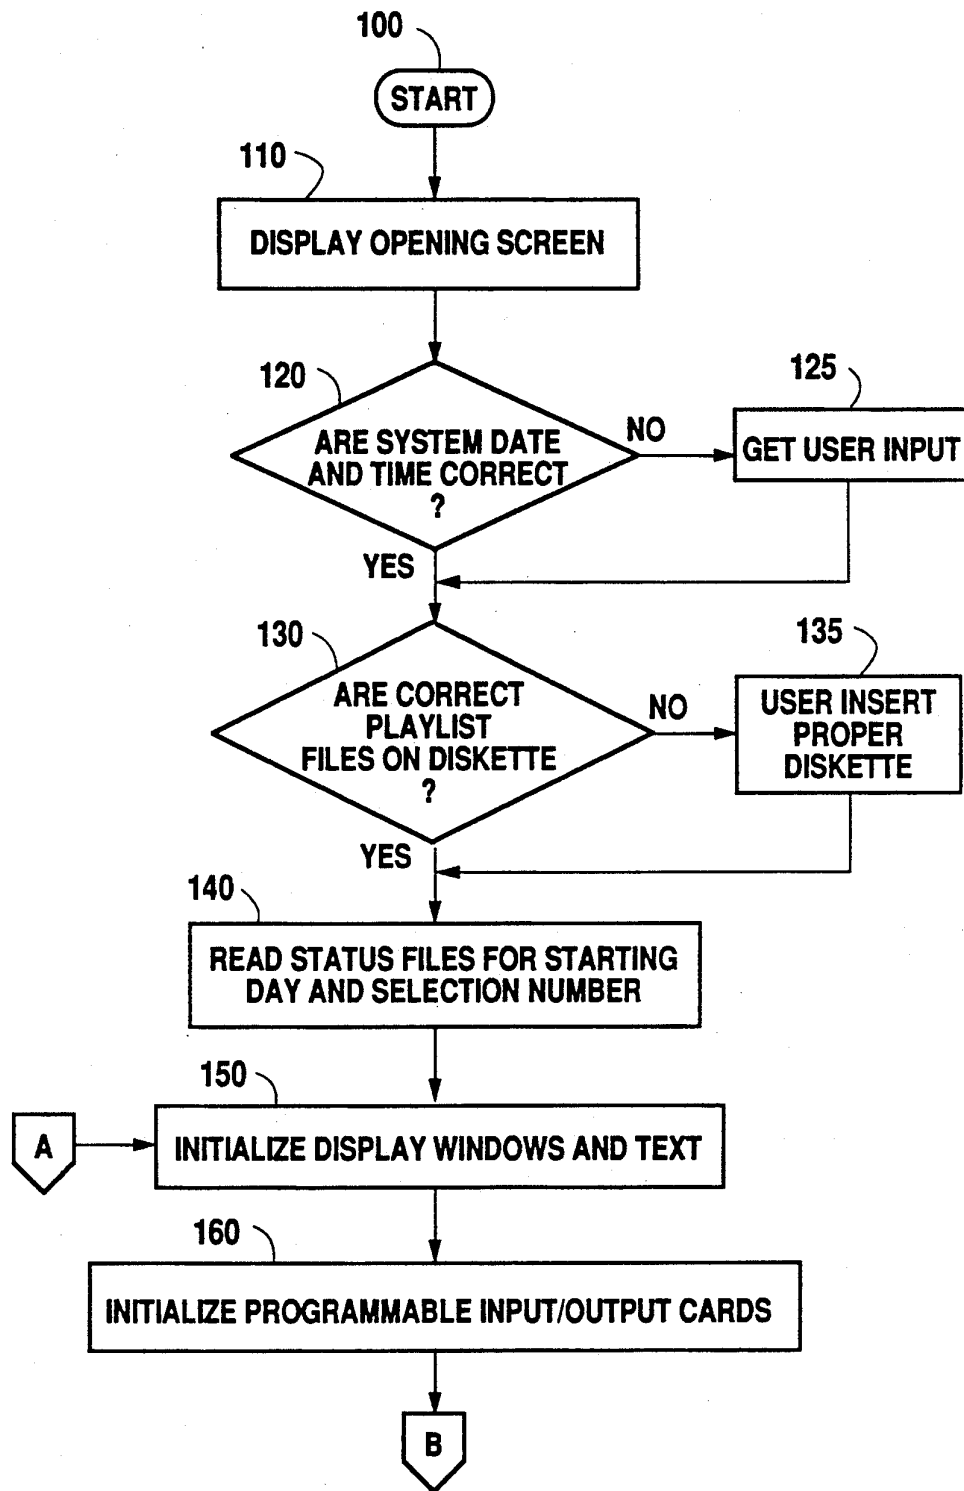 100
START
110
DISPLAY OPENING SCREEN
120
ARE SYSTEM DATE
AND TIME CORRECT
?
NO
125
GET USER INPUT
YES
130
ARE CORRECT
PLAYLIST
FILES ON DISKETTE
?
NO
135
USER INSERT
PROPER
DISKETTE
YES
140
READ STATUS FILES FOR STARTING
DAY AND SELECTION NUMBER
150
A
INITIALIZE DISPLAY WINDOWS AND TEXT
160
INITIALIZE PROGRAMMABLE INPUT/OUTPUT CARDS
B